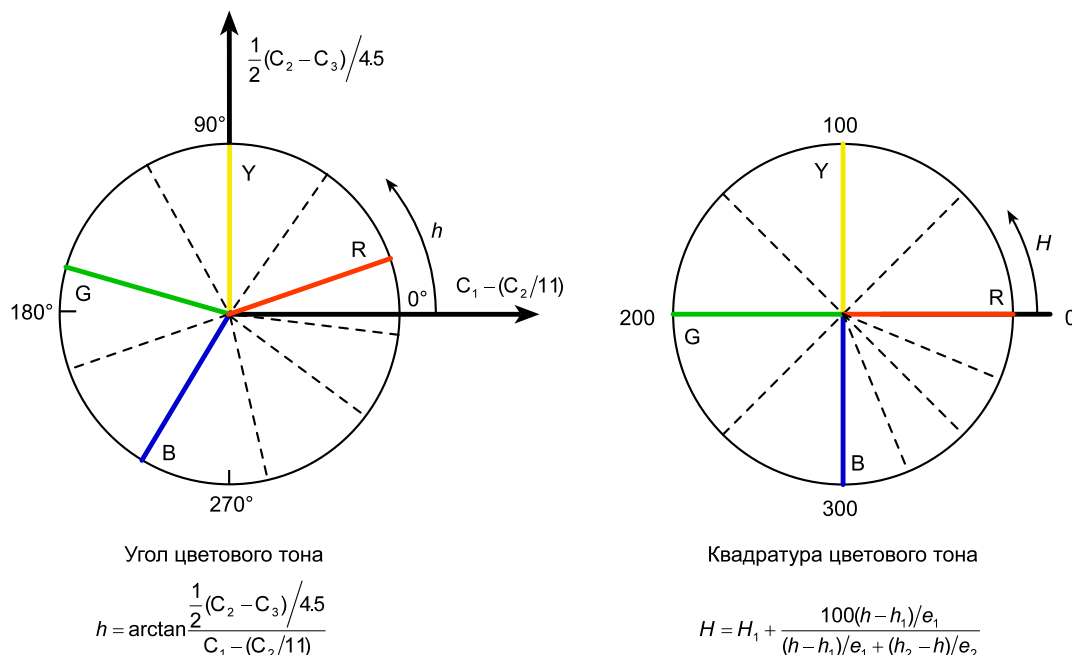 ½(C₂ – C₃)/4.5
90°
Y
R
h
G
180°
0°
C₁ – (C₂/11)
B
270°
Угол цветового тона
h = arctan ½(C₂ – C₃)/4.5 / C₁ – (C₂/11)
100
Y
H
R
200
0
G
B
300
Квадратура цветового тона
H = H₁ + 100(h – h₁)/e₁ / (h – h₁)/e₁ + (h₂ – h)/e₂